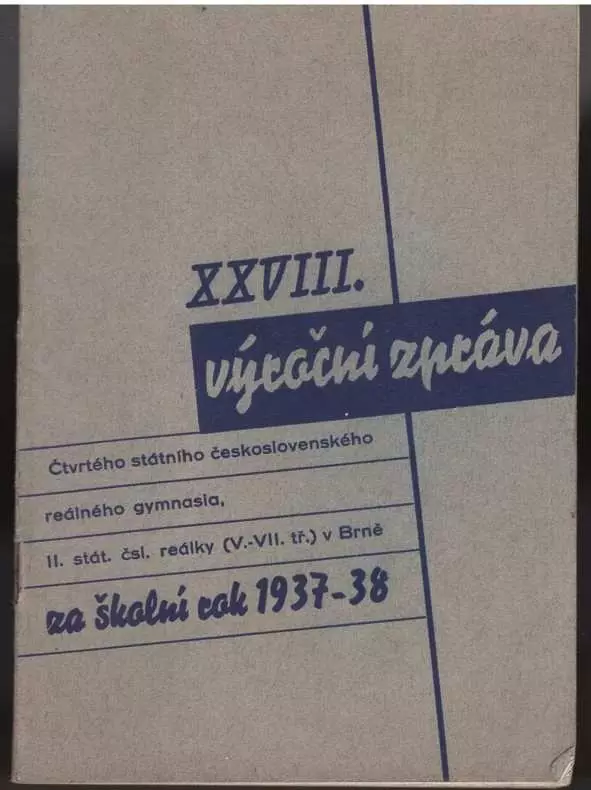 XXVIII.
výroční zpráva
Čtvrtého státního československého
reálného gymnasia,
II. stát. čsl. reálky (V.-VII. tř.) v Brně
za školní rok 1937-38